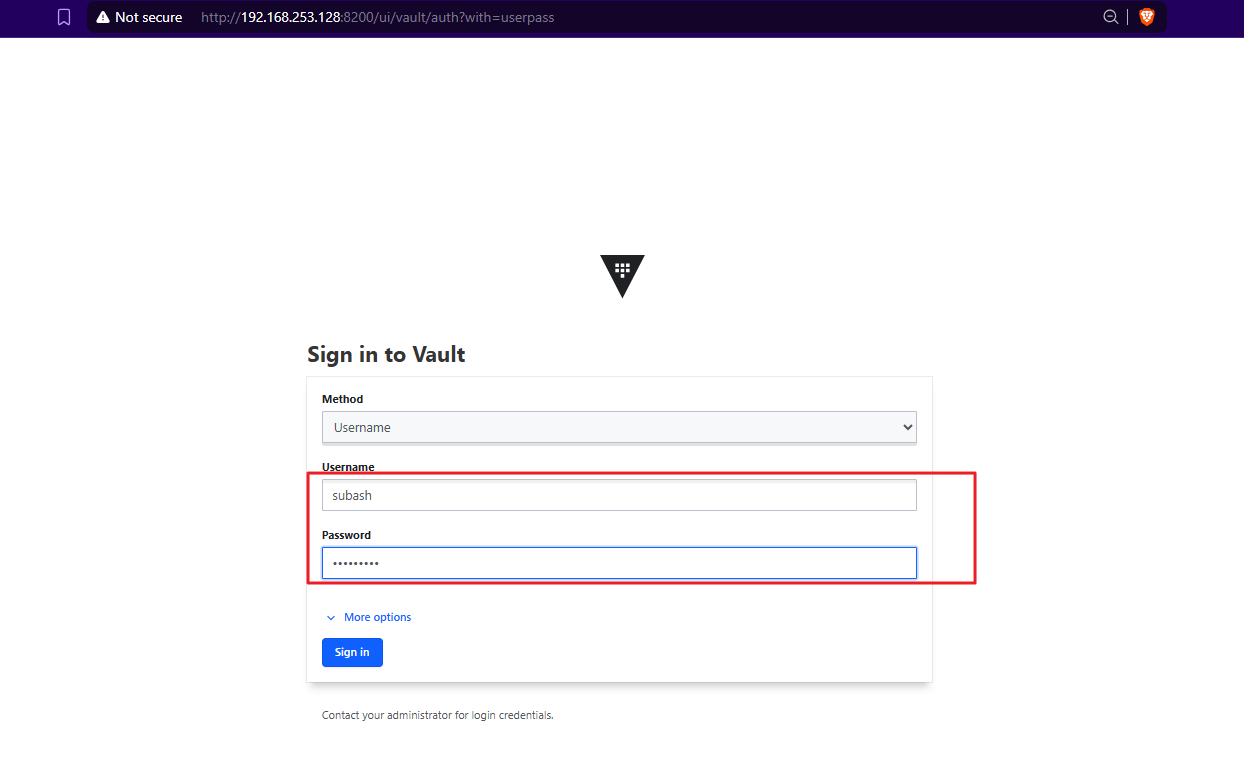 Not secure http://192.168.253.128:8200/ui/vault/auth?with=userpass
Sign in to Vault
Method
Username
Username
subash
Password
•••••••••
More options
Sign in
Contact your administrator for login credentials.